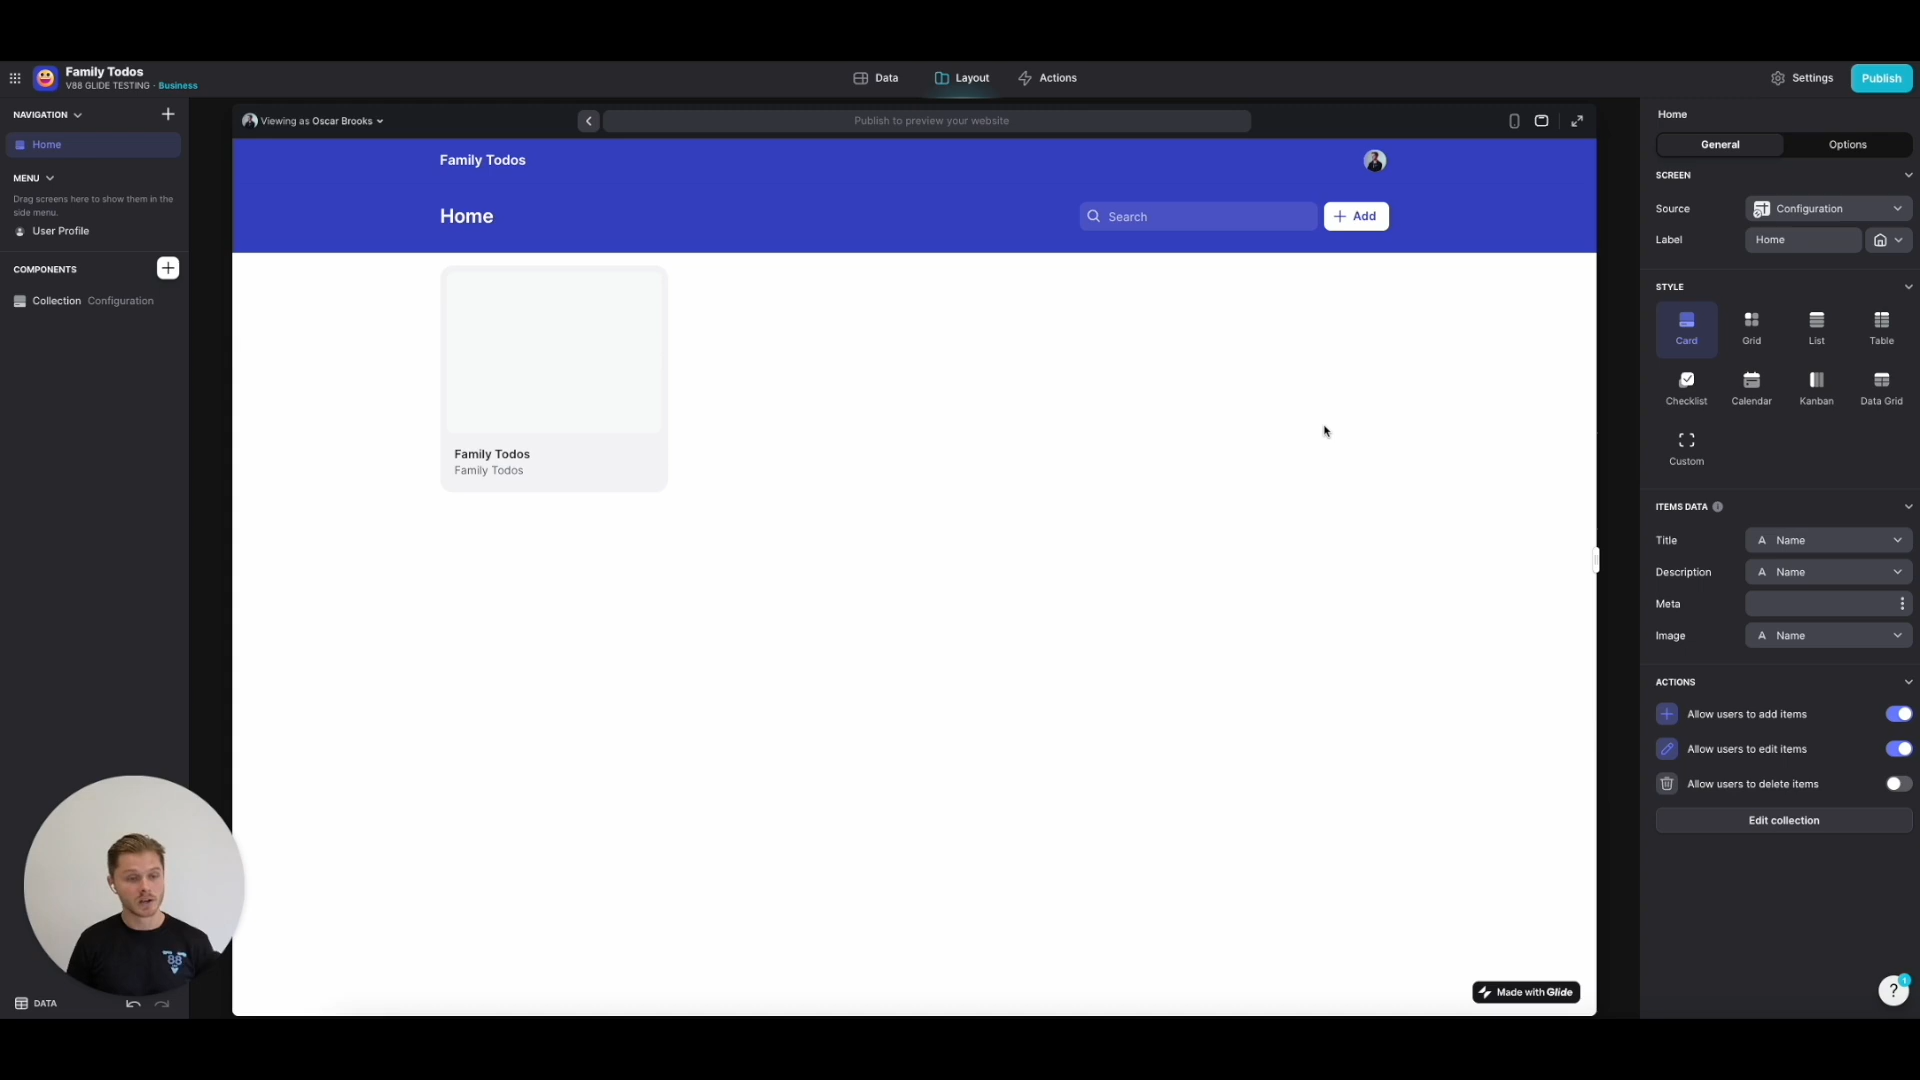 Family Todos
V88 GLIDE TESTING · Business
Data
Layout
Actions
Settings
Publish
NAVIGATION
Home
MENU
Drag screens here to show them in the
side menu.
User Profile
COMPONENTS
Collection Configuration
DATA
Viewing as Oscar Brooks
Publish to preview your website
Family Todos
Home
Search
Add
Family Todos
Family Todos
Made with Glide
Home
General
Options
SCREEN
Source
Configuration
Label
Home
STYLE
Card
Grid
List
Table
Checklist
Calendar
Kanban
Data Grid
Custom
ITEMS DATA
Title
A Name
Description
A Name
Meta
Image
A Name
ACTIONS
Allow users to add items
Allow users to edit items
Allow users to delete items
Edit collection
1
?
88